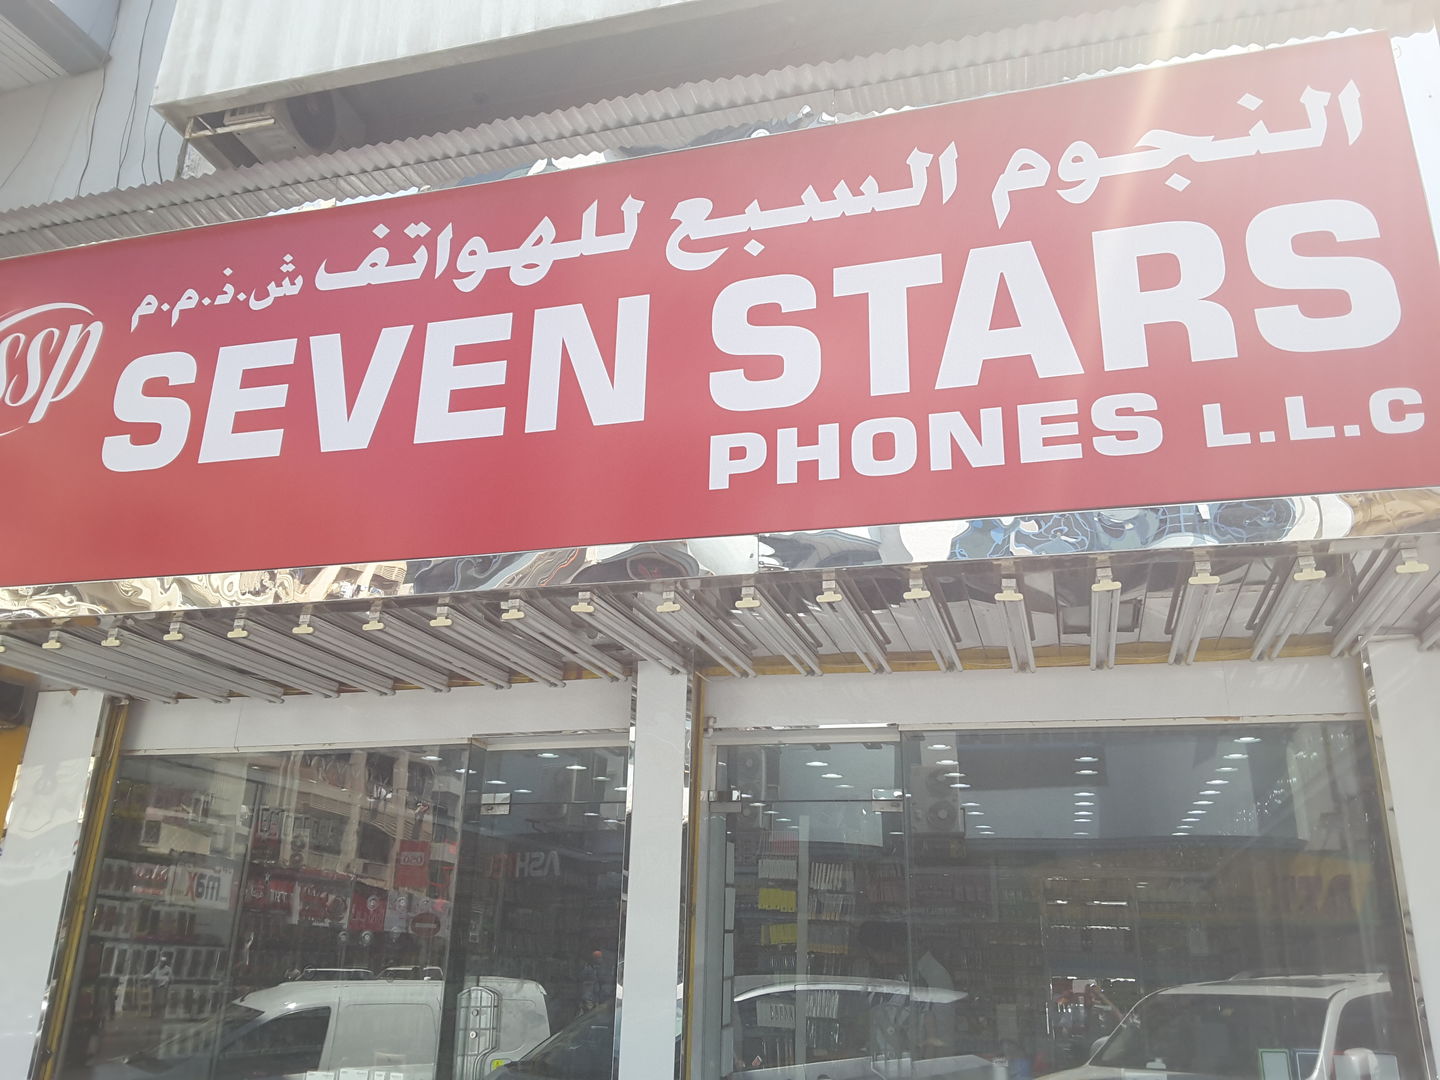 النجوم السبع للهواتف ش.ذ.م.م
ssp
SEVEN STARS
PHONES L.L.C